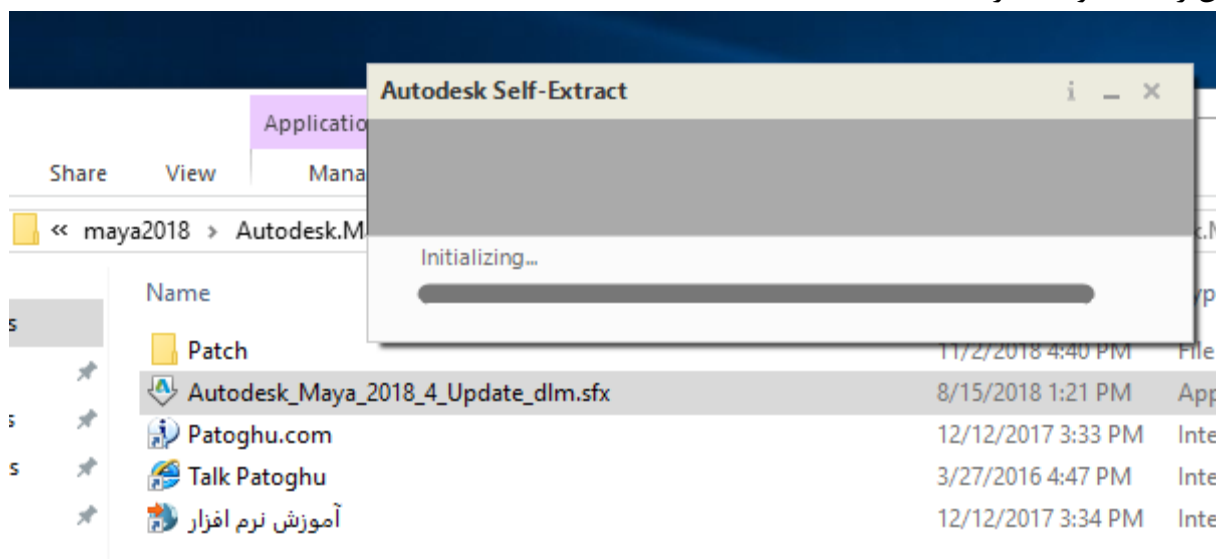 Autodesk Self-Extract
Applicatio
Share View Mana
« maya2018 > Autodesk.M
Initializing...
Name
Patch 11/2/2018 4:40 PM File
Autodesk_Maya_2018_4_Update_dlm.sfx 8/15/2018 1:21 PM App
Patoghu.com 12/12/2017 3:33 PM Inte
Talk Patoghu 3/27/2016 4:47 PM Inte
آموزش نرم افزار 12/12/2017 3:34 PM Inte